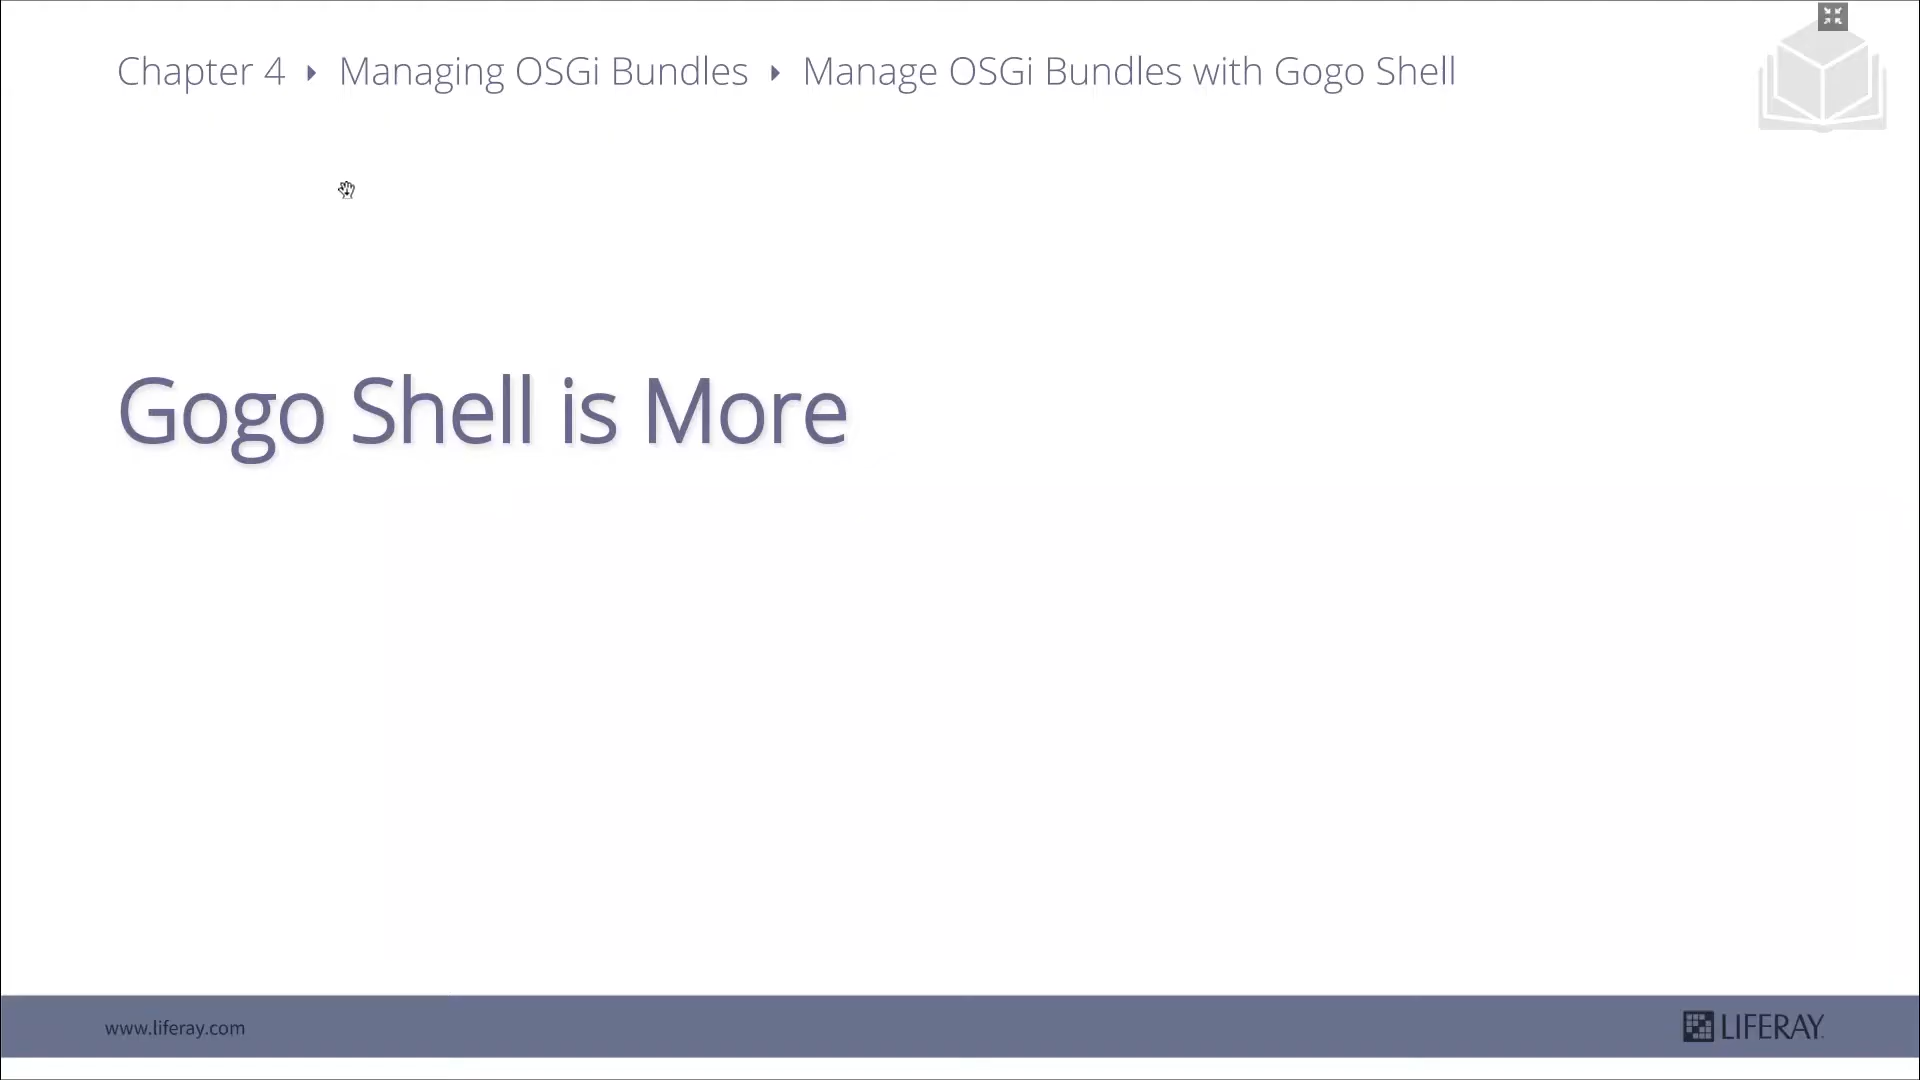 Chapter 4 ▸ Managing OSGi Bundles ▸ Manage OSGi Bundles with Gogo Shell
Gogo Shell is More
www.liferay.com
LIFERAY